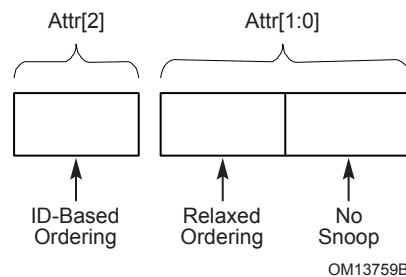 Attr[2] Attr[1:0]
ID-Based Relaxed No
Ordering Ordering Snoop
OM13759B